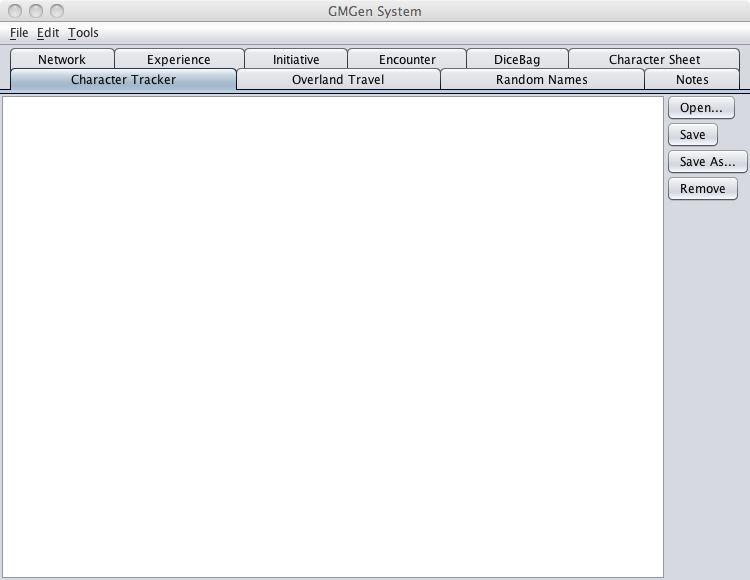 GMGen System
File Edit Tools
Network Experience Initiative Encounter DiceBag Character Sheet
Character Tracker Overland Travel Random Names Notes
Open...
Save
Save As...
Remove